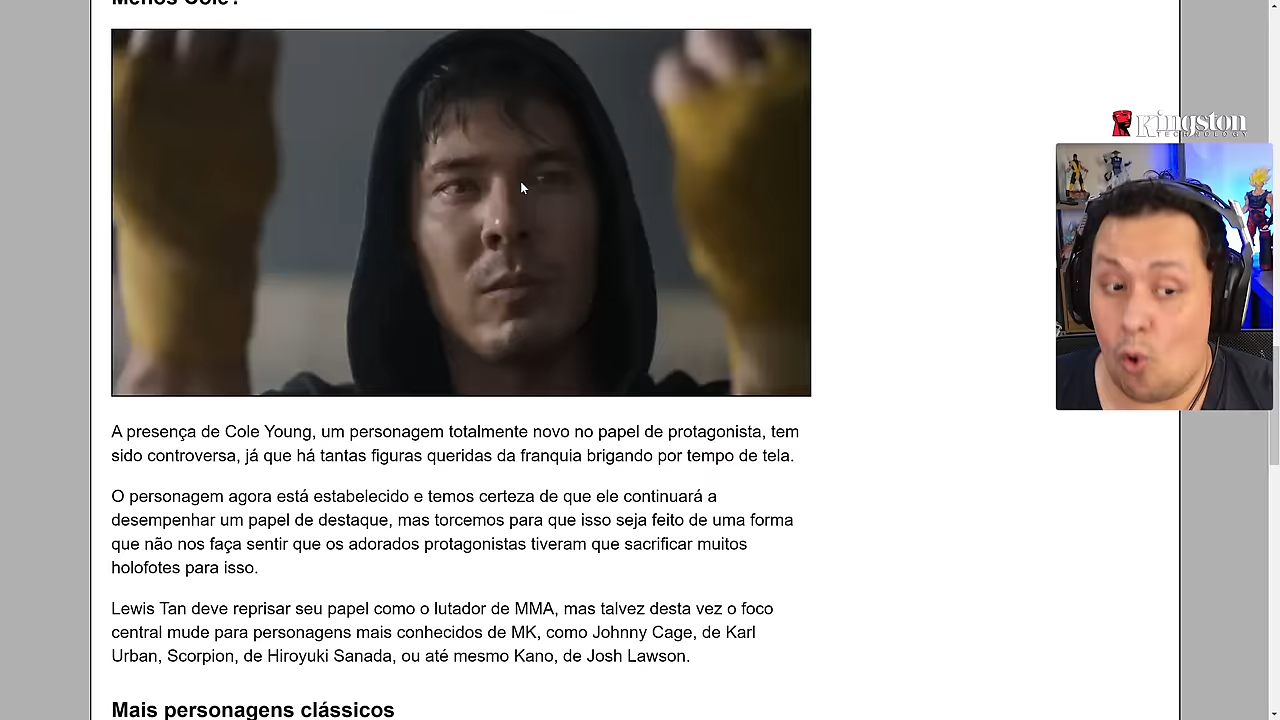 Menos Cole?
Kingston
TECHNOLOGY
A presença de Cole Young, um personagem totalmente novo no papel de protagonista, tem
sido controversa, já que há tantas figuras queridas da franquia brigando por tempo de tela.
O personagem agora está estabelecido e temos certeza de que ele continuará a
desempenhar um papel de destaque, mas torcemos para que isso seja feito de uma forma
que não nos faça sentir que os adorados protagonistas tiveram que sacrificar muitos
holofotes para isso.
Lewis Tan deve reprisar seu papel como o lutador de MMA, mas talvez desta vez o foco
central mude para personagens mais conhecidos de MK, como Johnny Cage, de Karl
Urban, Scorpion, de Hiroyuki Sanada, ou até mesmo Kano, de Josh Lawson.
Mais personagens clássicos